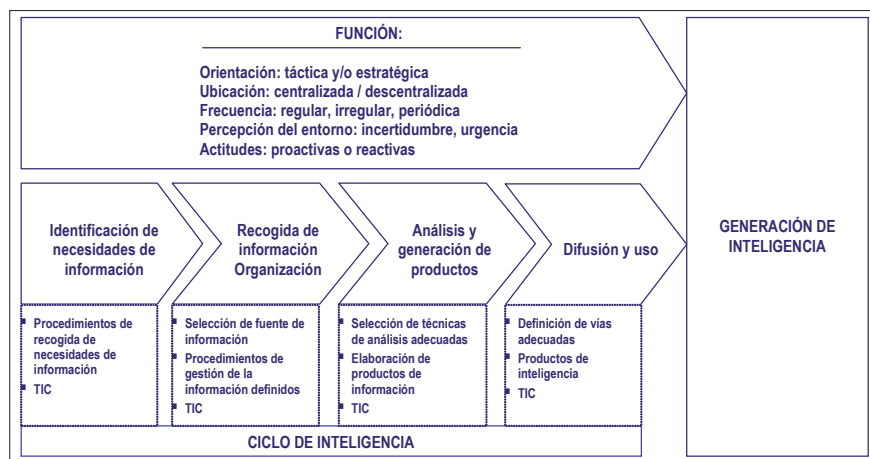 FUNCIÓN:
Orientación: táctica y/o estratégica
Ubicación: centralizada / descentralizada
Frecuencia: regular, irregular, periódica
Percepción del entorno: incertidumbre, urgencia
Actitudes: proactivas o reactivas
Identificación de
necesidades de
información
Recogida de
información
Organización
Análisis y
generación de
productos
Difusión y uso
GENERACIÓN DE
INTELIGENCIA
Procedimientos de
recogida de
necesidades de
información
TIC
Selección de fuente de
información
Procedimientos de
gestión de la
información definidos
TIC
Selección de técnicas
de análisis adecuadas
Elaboración de
productos de
información
TIC
Definición de vías
adecuadas
Productos de
inteligencia
TIC
CICLO DE INTELIGENCIA